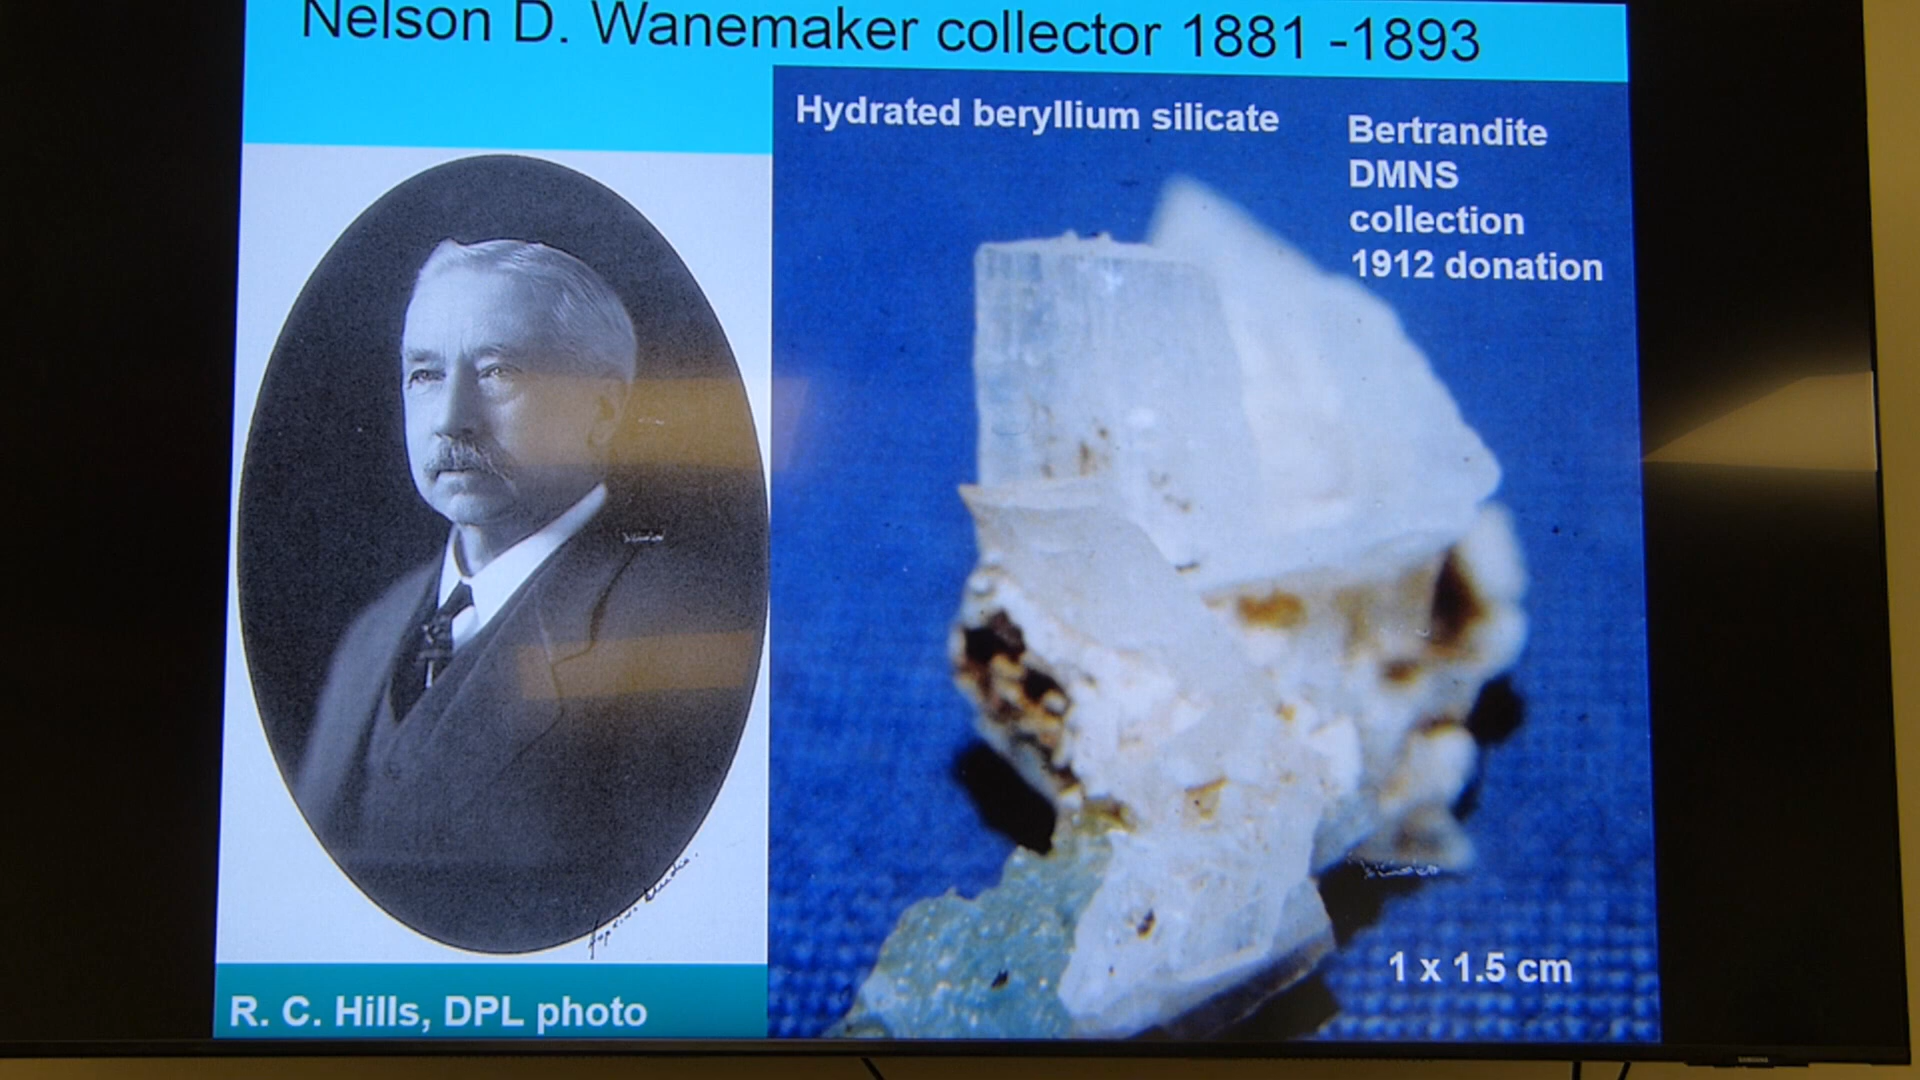 Nelson D. Wanemaker collector 1881 -1893
Hydrated beryllium silicate
Bertrandite
DMNS
collection
1912 donation
1 x 1.5 cm
R. C. Hills, DPL photo
SAMSUNG